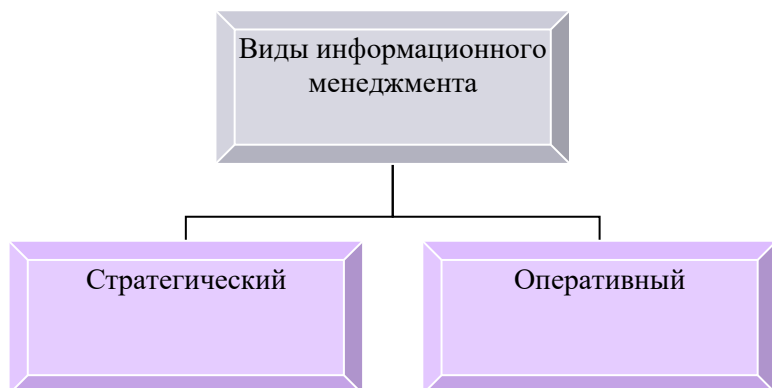 Виды информационного
менеджмента
Стратегический
Оперативный